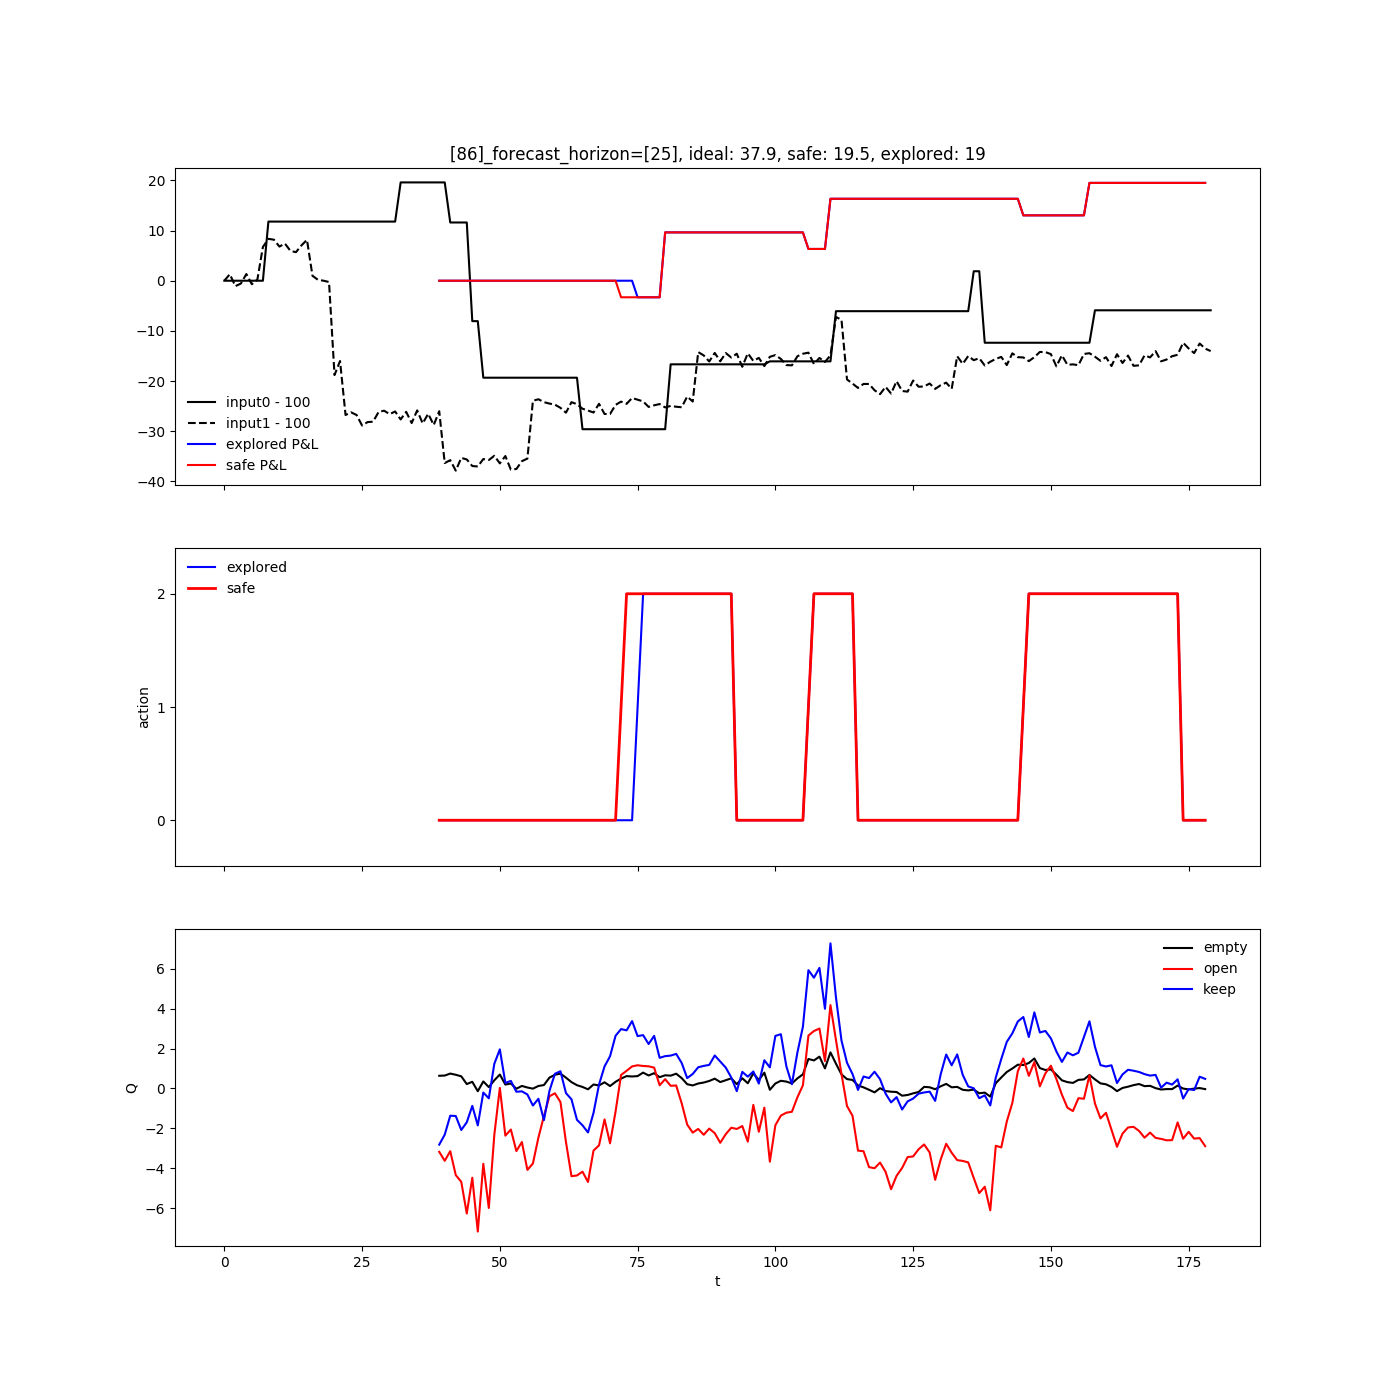 [86]_forecast_horizon=[25], ideal: 37.9, safe: 19.5, explored: 19
20
10
0
−10
−20
−30
−40
input0 - 100
input1 - 100
explored P&L
safe P&L
explored
safe
2
1
0
action
empty
open
keep
6
4
2
0
−2
−4
−6
Q
0 25 50 75 100 125 150 175
t